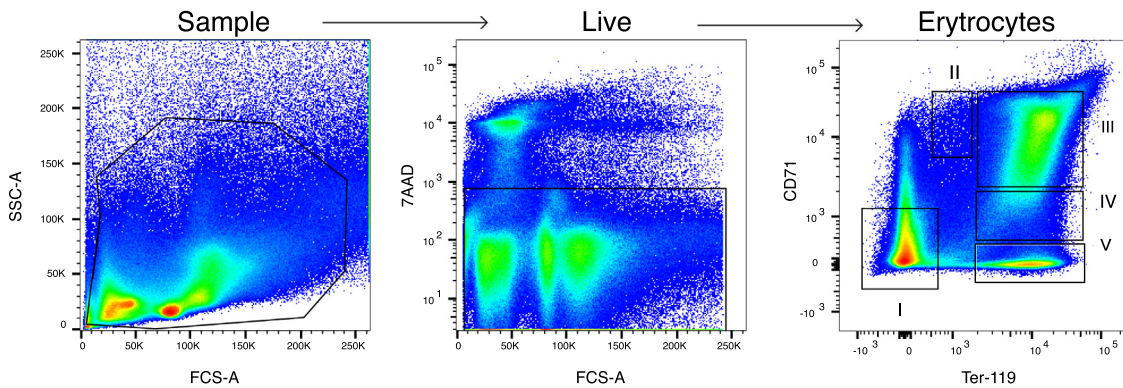 Sample
Live
Erytrocytes
250K
200K
150K
100K
50K
0
SSC-A
0
50K
100K
150K
200K
250K
FCS-A
10 5
10 4
10 3
10 2
10 1
7AAD
0
50K
100K
150K
200K
250K
FCS-A
10 5
10 4
10 3
0
-10 3
CD71
II
III
IV
V
I
-10 3
0
10 3
10 4
10 5
Ter-119